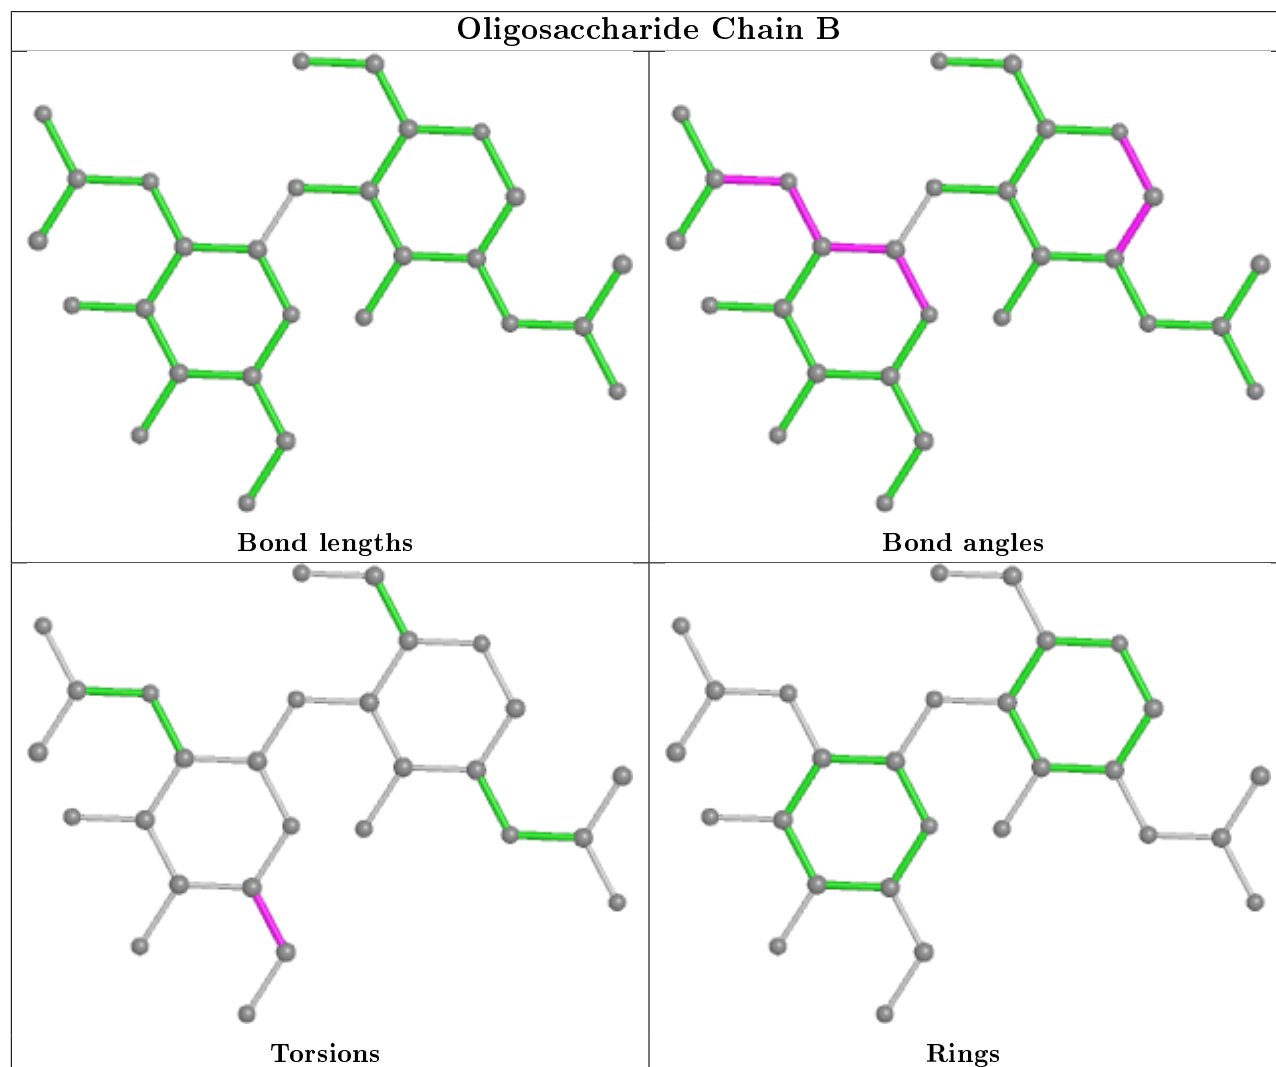 Oligosaccharide Chain B
Bond lengths
Bond angles
Torsions
Rings